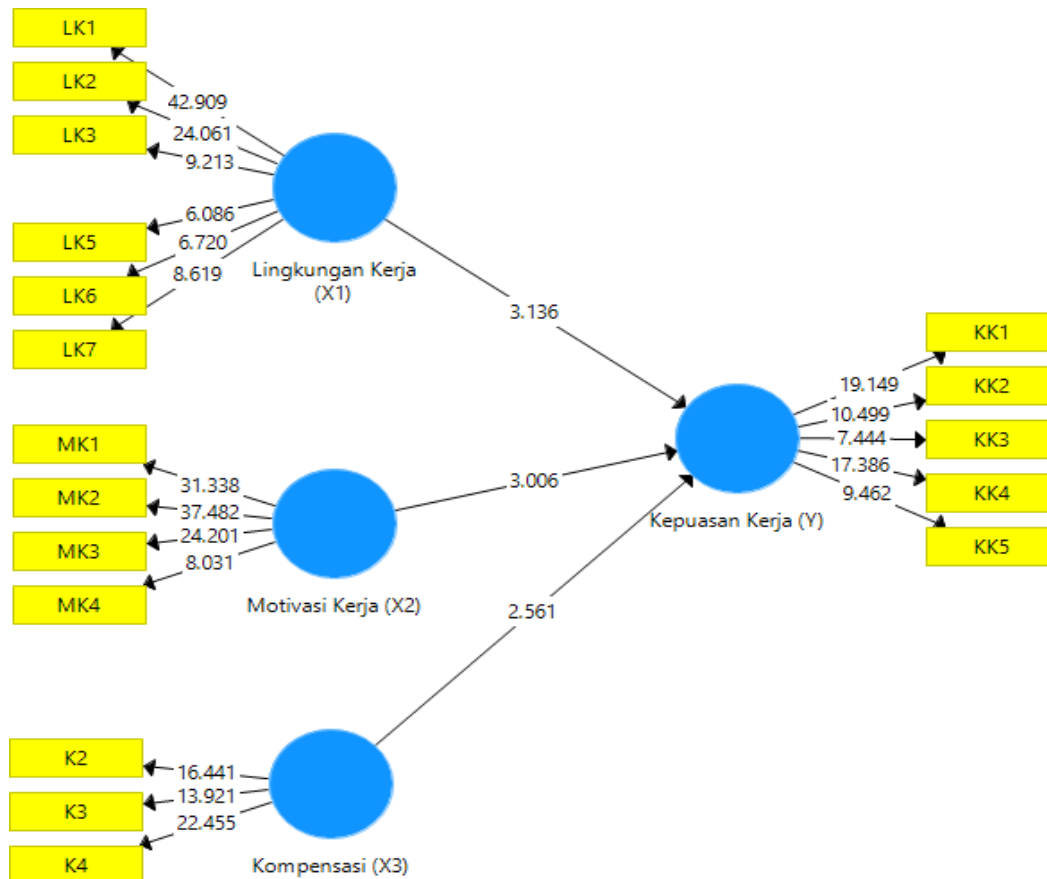 LK1
LK2
LK3
LK5
LK6
LK7
42.909
24.061
9.213
6.086
6.720
8.619
Lingkungan Kerja
(X1)
3.136
MK1
MK2
MK3
MK4
31.338
37.482
24.201
8.031
Motivasi Kerja (X2)
3.006
K2
K3
K4
16.441
13.921
22.455
Kompensasi (X3)
2.561
Kepuasan Kerja (Y)
19.149
10.499
7.444
17.386
9.462
KK1
KK2
KK3
KK4
KK5